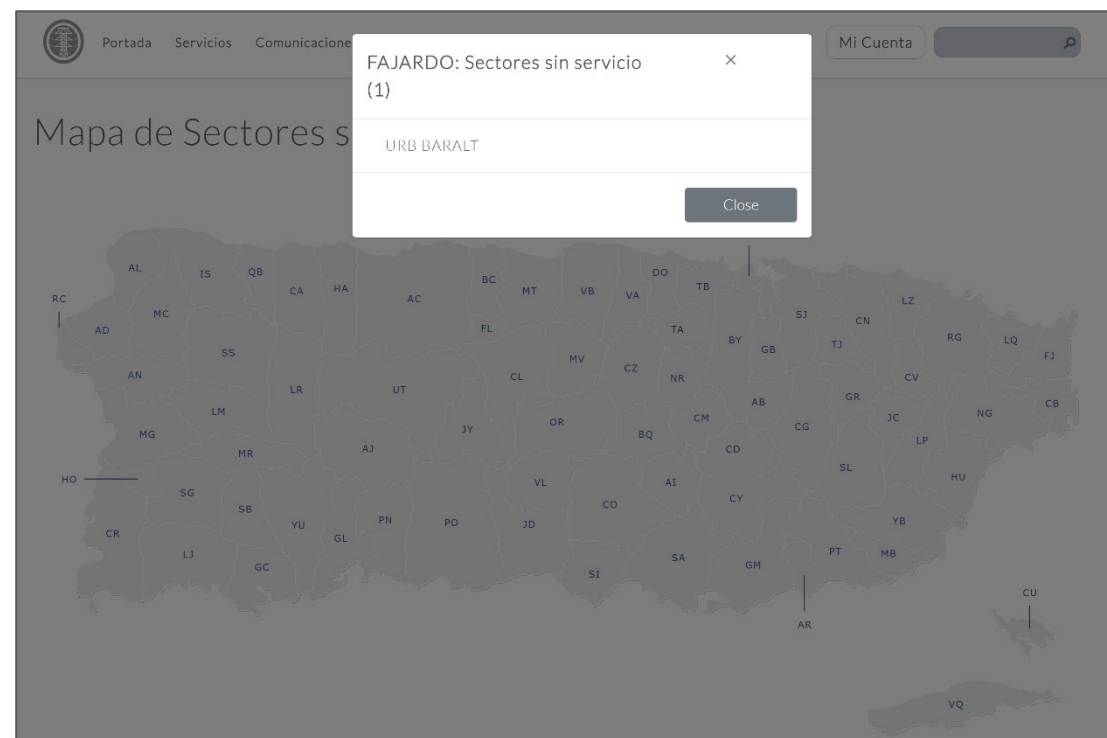 Portada Servicios Comunicacione Mi Cuenta
FAJARDO: Sectores sin servicio ×
(1)
Mapa de Sectores s
URB BARALT
Close
AL IS QB CA HA AC BC MT VB VA DO TB SJ CN LZ
RC MC AD SS FL TA BY GB TJ RG LQ FJ
AN LR UT CL MV CZ NR CV
LM JY OR BQ CM AB CG GR JC NG CB
MG MR AJ CD LP
HO SG SB VL CO AI CY SL HU
CR YU GL PN PO JD YB
LJ GC SI SA GM PT MB
AR CU
VQ